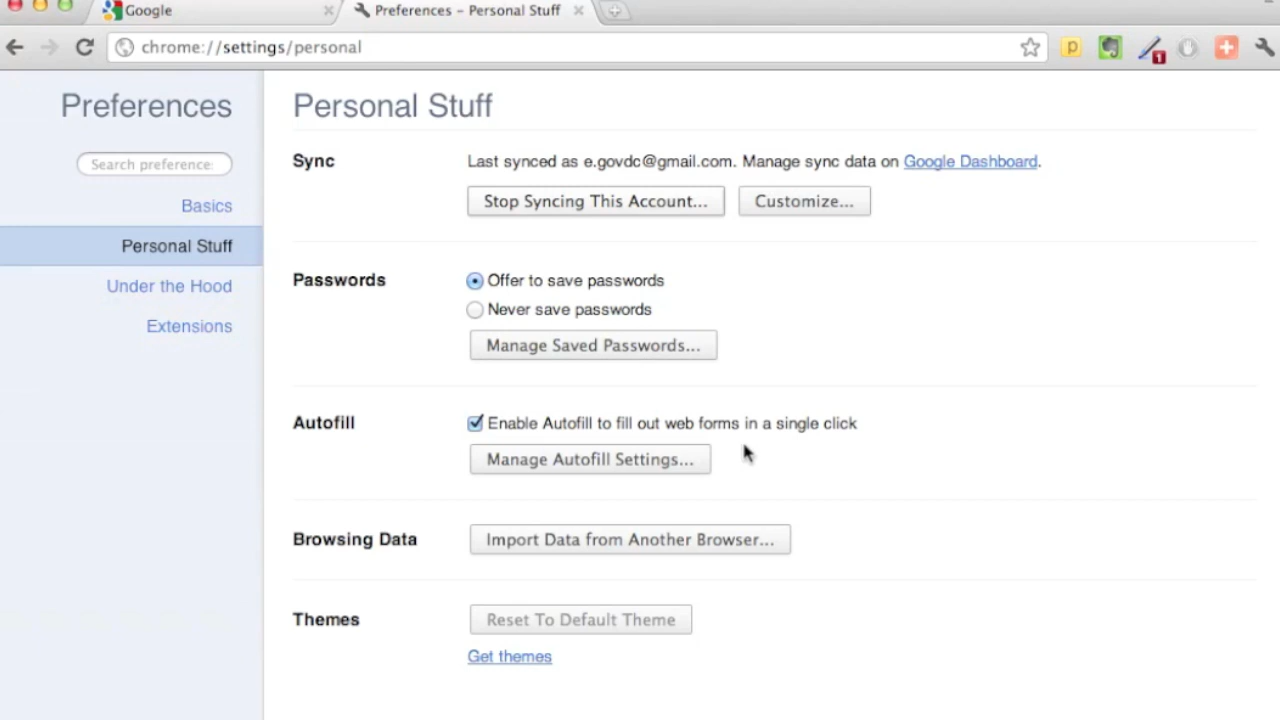 Google
Preferences – Personal Stuff
chrome://settings/personal
1
Preferences
Search preference:
Basics
Personal Stuff
Under the Hood
Extensions
Personal Stuff
Sync
Last synced as e.govdc@gmail.com. Manage sync data on Google Dashboard.
Stop Syncing This Account...
Customize...
Passwords
Offer to save passwords
Never save passwords
Manage Saved Passwords...
Autofill
Enable Autofill to fill out web forms in a single click
Manage Autofill Settings...
Browsing Data
Import Data from Another Browser...
Themes
Reset To Default Theme
Get themes